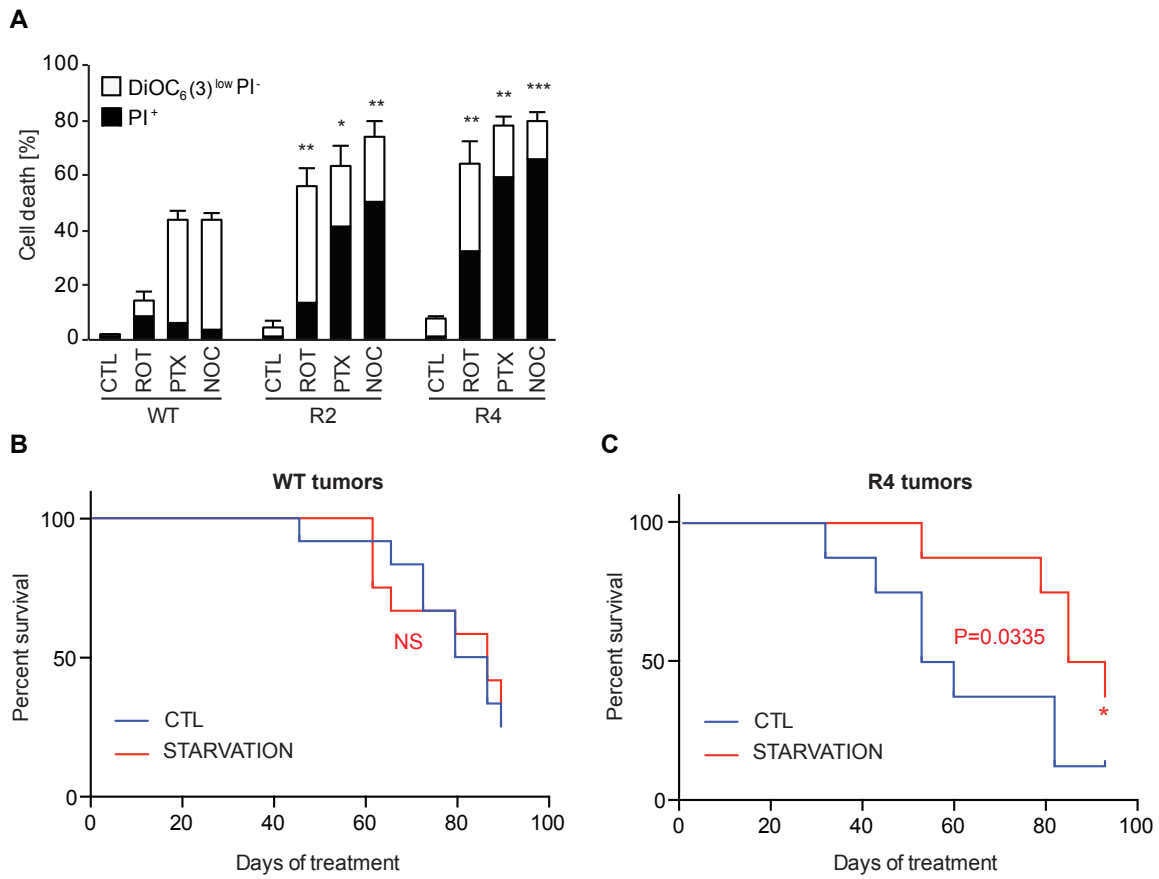 A
100
80
60
40
20
0
Cell death [%]
DiOC6(3)low PI-
PI+
** * ** ** ** ***
CTL ROT PTX NOC CTL ROT PTX NOC CTL ROT PTX NOC
WT R2 R4
B
WT tumors
100
50
0
Percent survival
NS
CTL
STARVATION
0 20 40 60 80 100
Days of treatment
C
R4 tumors
100
50
0
Percent survival
P=0.0335
*
CTL
STARVATION
0 20 40 60 80 100
Days of treatment